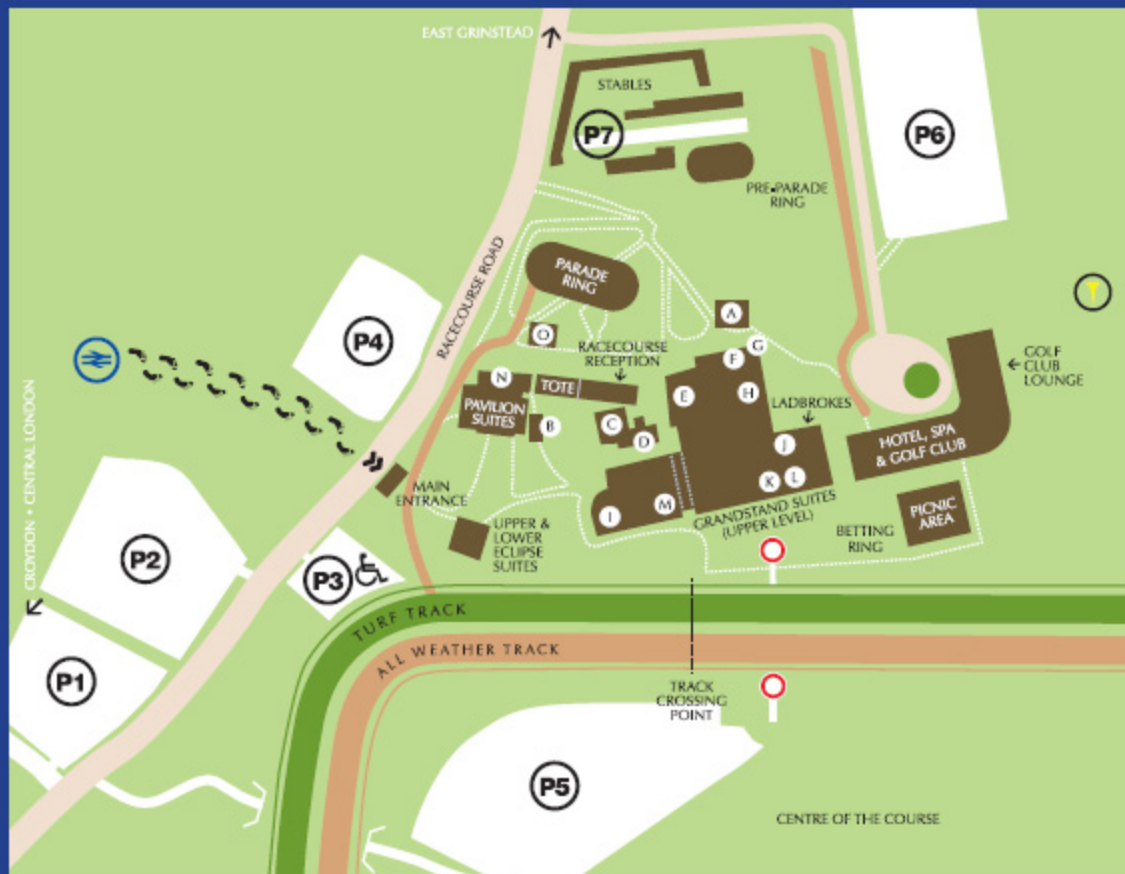 EAST GRINSTEAD
STABLES
P7
P6
PRE-PARADE
RING
RACECOURSE ROAD
PARADE
RING
P4
A
O
G
F
RACECOURSE
RECEPTION
GOLF
CLUB
LOUNGE
N
TOTE
E
H
LADBROKES
PAVILION
SUITES
B
C
D
J
HOTEL, SPA
& GOLF CLUB
CROYDON + CENTRAL LONDON
MAIN
ENTRANCE
K
L
I
M
GRANDSTAND SUITES
(UPPER LEVEL)
PICNIC
AREA
UPPER &
LOWER
ECLIPSE
SUITES
BETTING
RING
P2
P3
TURF TRACK
ALL WEATHER TRACK
P1
TRACK
CROSSING
POINT
P5
CENTRE OF THE COURSE